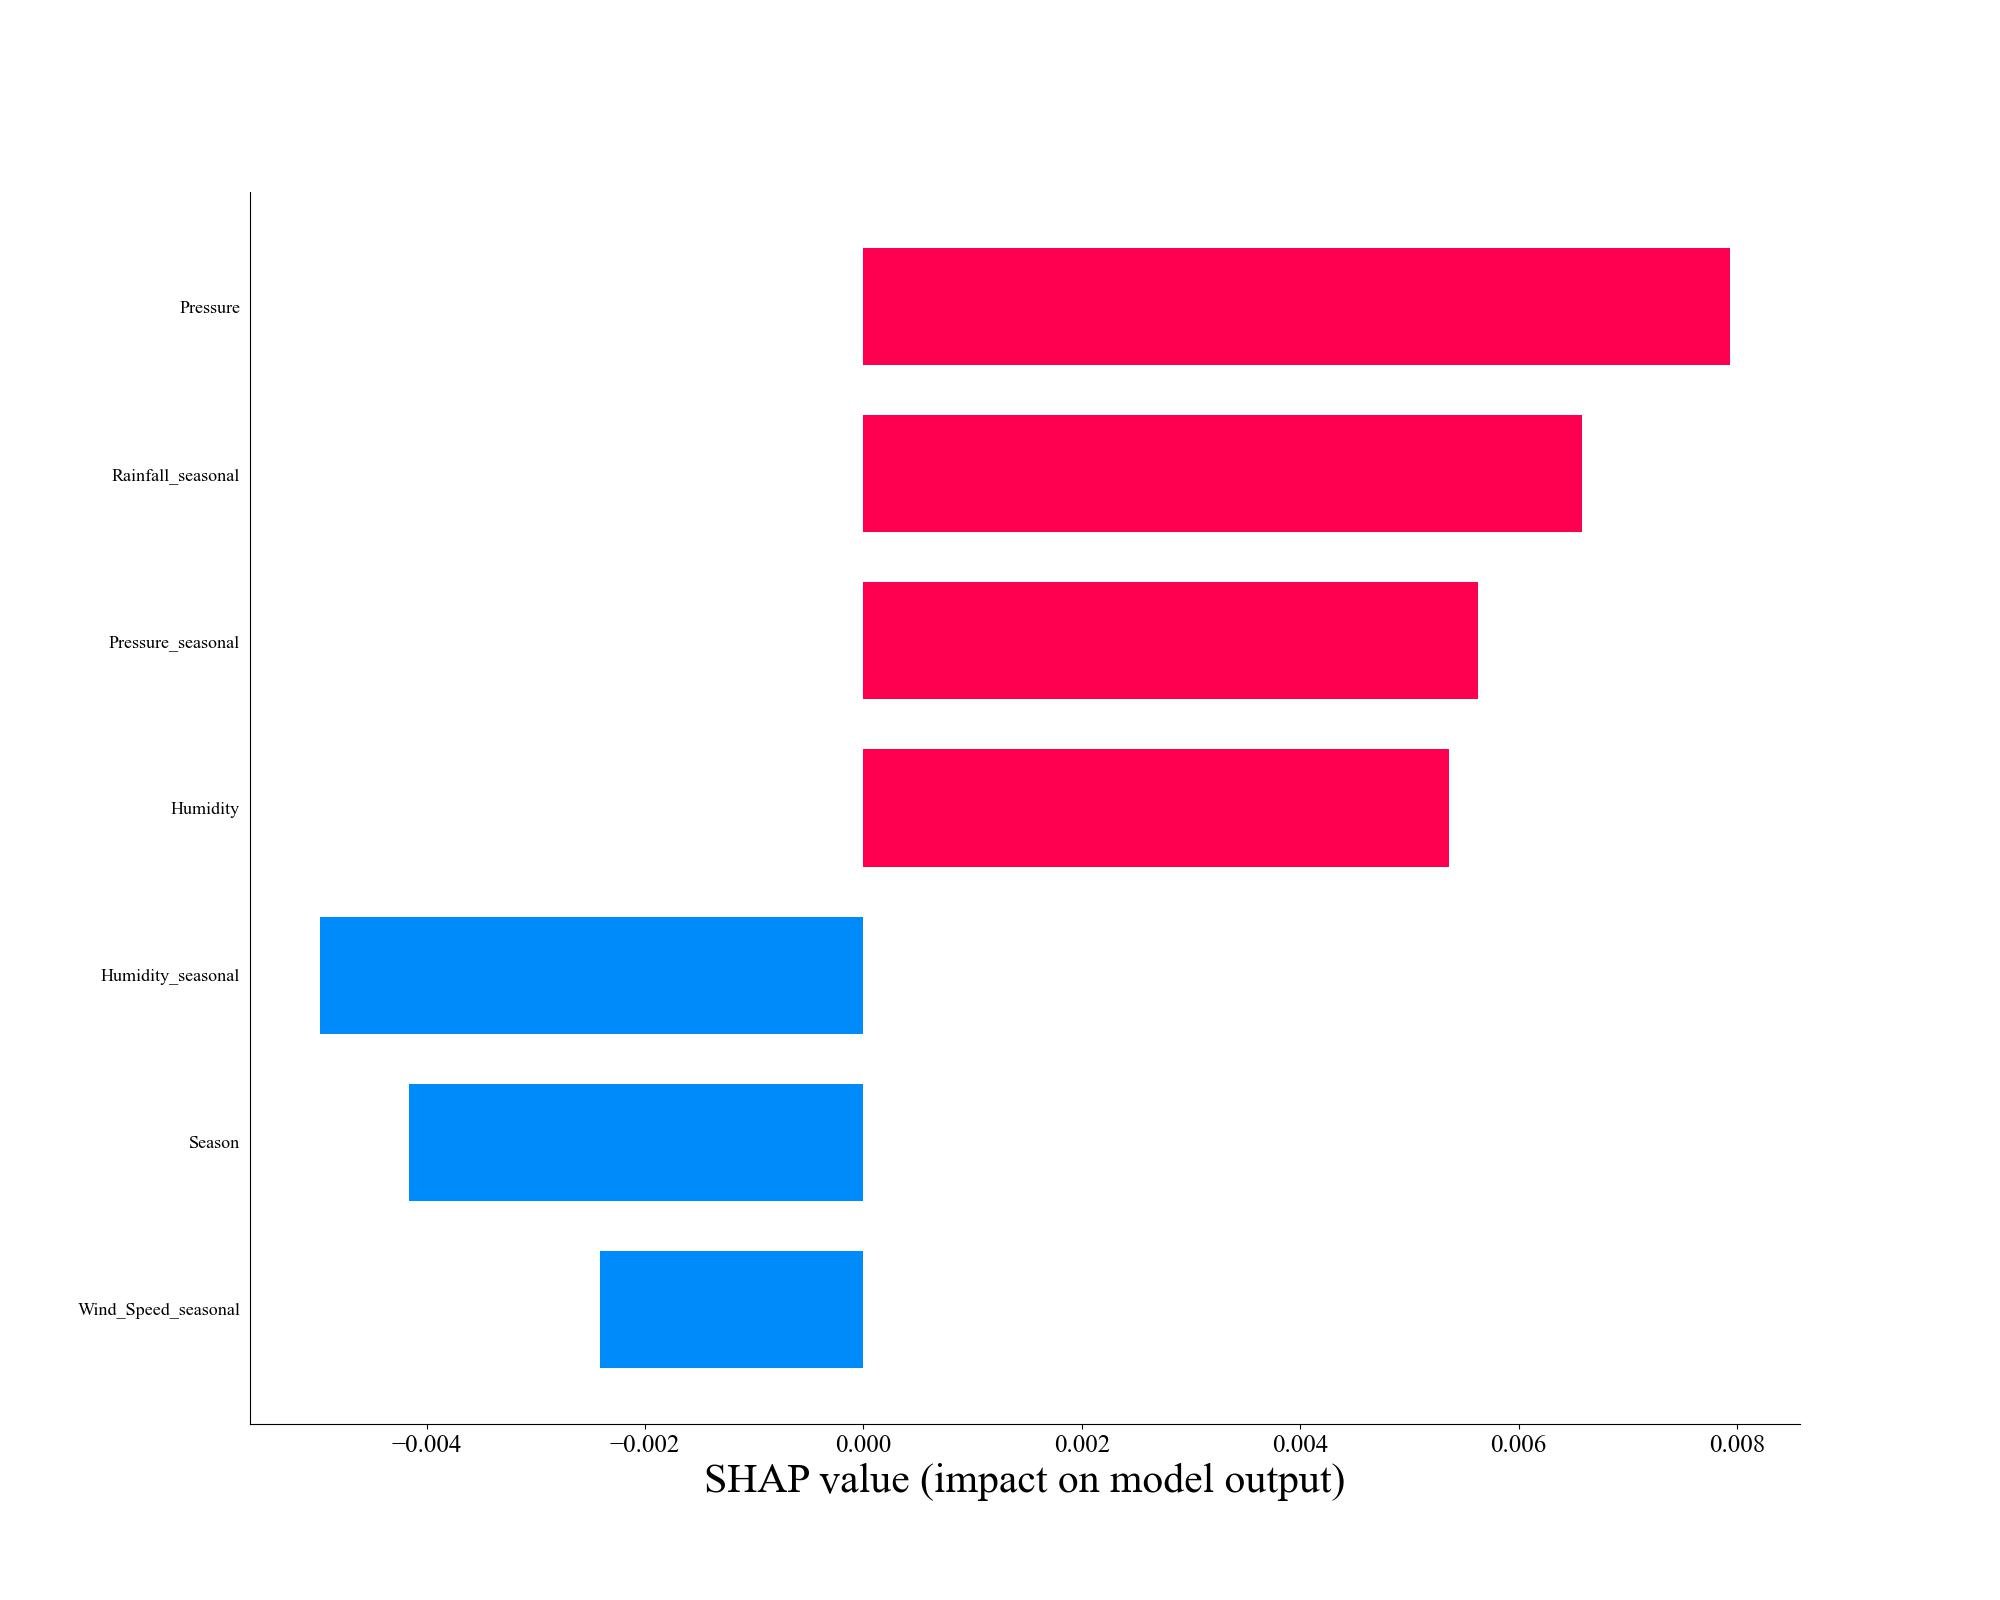 Pressure
Rainfall_seasonal
Pressure_seasonal
Humidity
Humidity_seasonal
Season
Wind_Speed_seasonal
−0.004 −0.002 0.000 0.002 0.004 0.006 0.008
SHAP value (impact on model output)